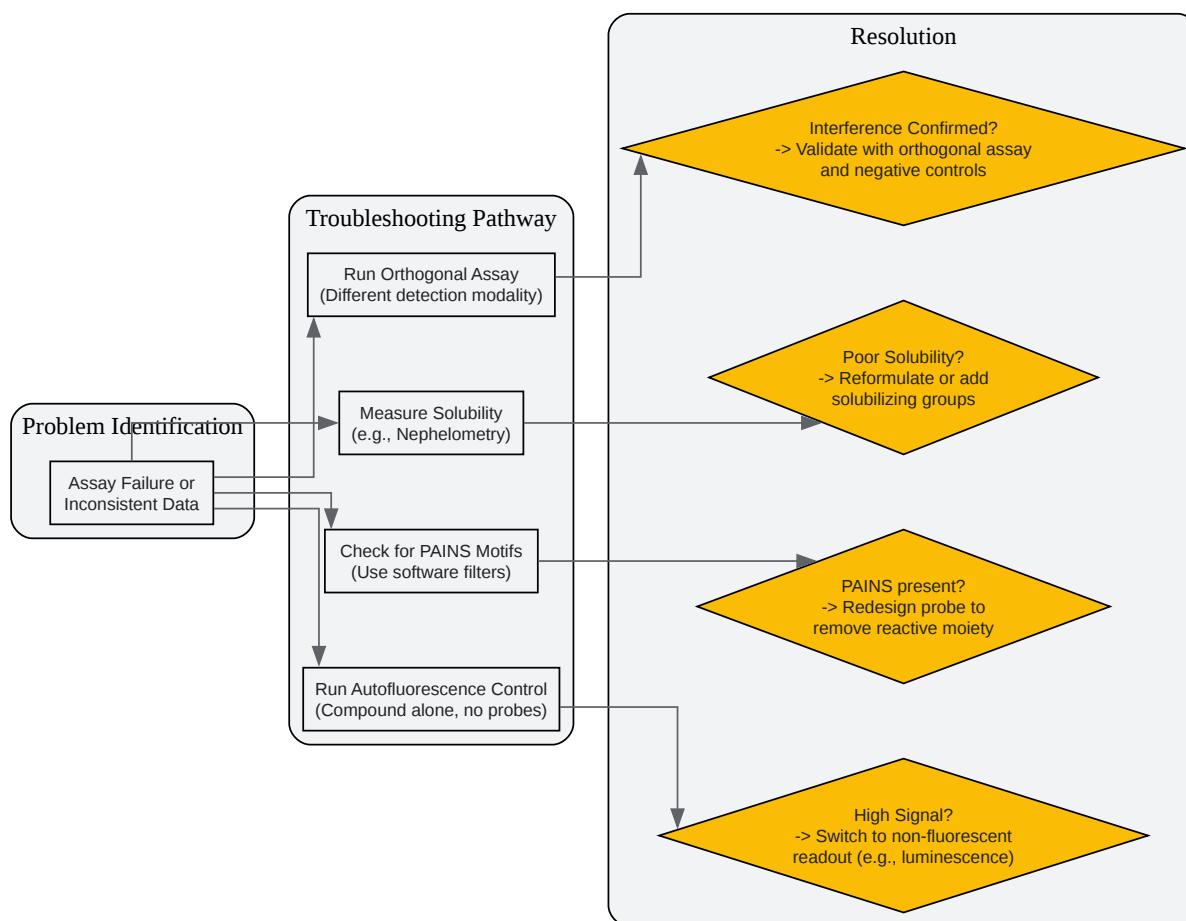 Problem Identification
Assay Failure or
Inconsistent Data
Troubleshooting Pathway
Run Orthogonal Assay
(Different detection modality)
Measure Solubility
(e.g., Nephelometry)
Check for PAINS Motifs
(Use software filters)
Run Autofluorescence Control
(Compound alone, no probes)
Resolution
Interference Confirmed?
-> Validate with orthogonal assay
and negative controls
Poor Solubility?
-> Reformulate or add
solubilizing groups
PAINS present?
-> Redesign probe to
remove reactive moiety
High Signal?
-> Switch to non-fluorescent
readout (e.g., luminescence)